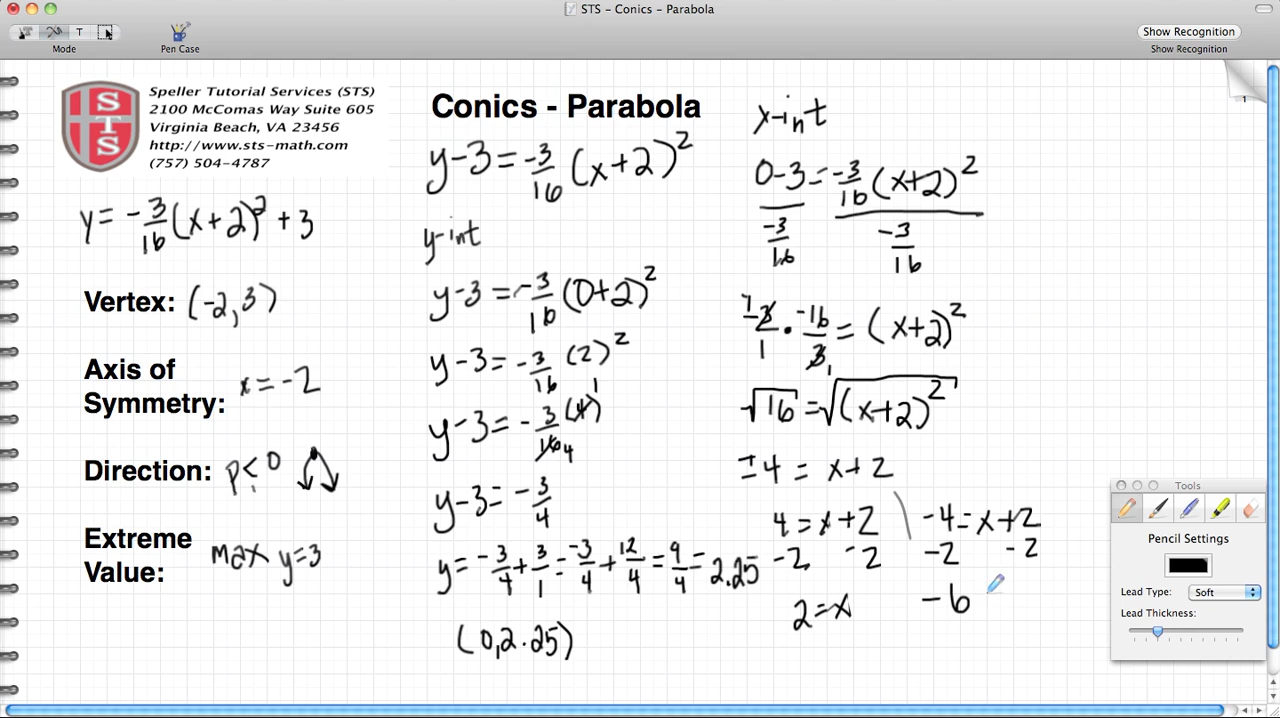 STS – Conics – Parabola
Mode
Pen Case
T
Show Recognition
Show Recognition
1
STS
Speller Tutorial Services (STS)
2100 McComas Way Suite 605
Virginia Beach, VA 23456
http://www.sts-math.com
(757) 504-4787
y = -3/16 (x+2)² + 3
Vertex: (-2, 3)
Axis of
Symmetry: x = -2
Direction: P < 0
Extreme
Value: max y=3
Conics - Parabola
y-3 = -3/16 (x+2)²
y-int
y-3 = -3/16 (0+2)²
y-3 = -3/16 (2)²
y-3 = -3/16 (4) 1 4
y-3 = -3/4
y = -3/4 + 3/1 = -3/4 + 12/4 = 9/4 = 2.25
(0, 2.25)
x-int
0-3 = -3/16 (x+2)²
-3/16 -3/16
-3/1 · -16/3 = (x+2)² 1 1
√16 = √(x+2)²
±4 = x+2
4 = x+2
-2 -2
2 = x
-4 = x+2
-2 -2
-6
Tools
Pencil Settings
Lead Type: Soft
Lead Thickness: